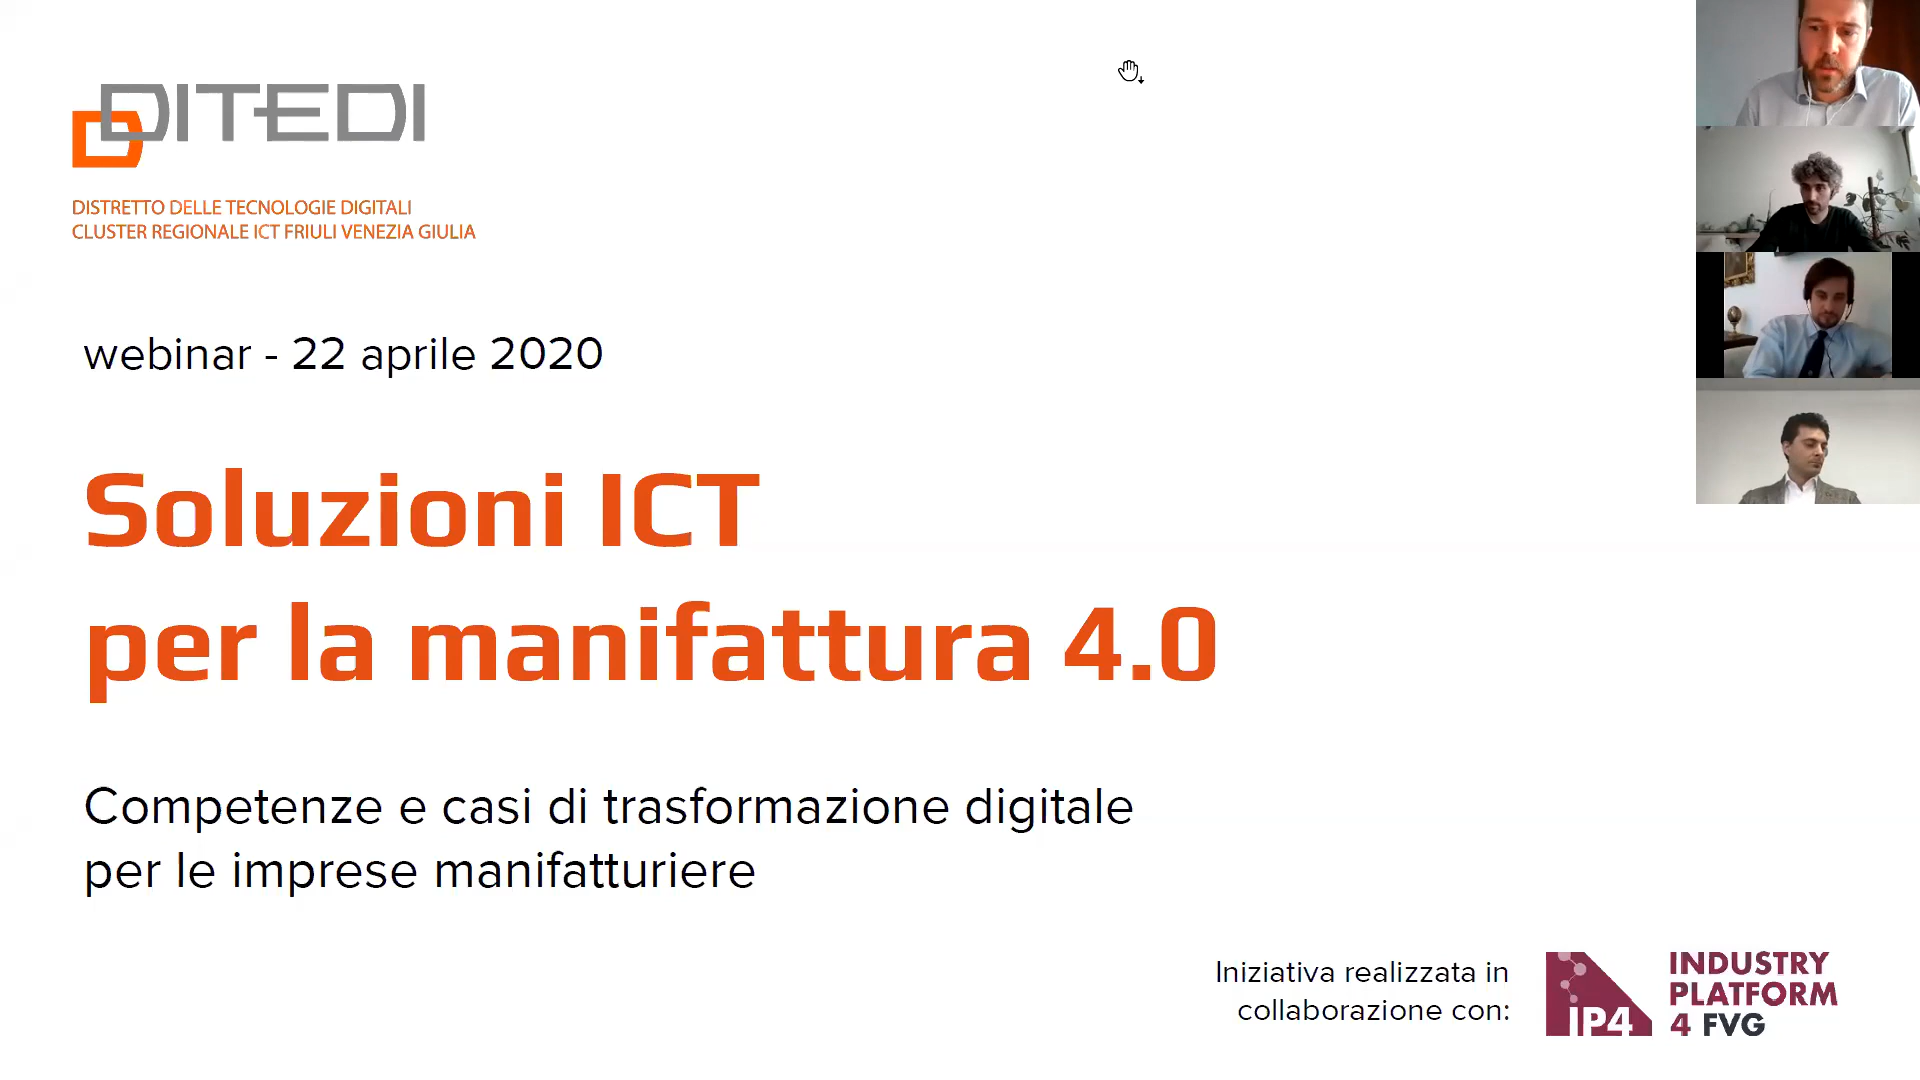 DITEDI
DISTRETTO DELLE TECNOLOGIE DIGITALI
CLUSTER REGIONALE ICT FRIULI VENEZIA GIULIA
webinar - 22 aprile 2020
Soluzioni ICT
per la manifattura 4.0
Competenze e casi di trasformazione digitale
per le imprese manifatturiere
Iniziativa realizzata in
collaborazione con:
iP4
INDUSTRY
PLATFORM
4 FVG